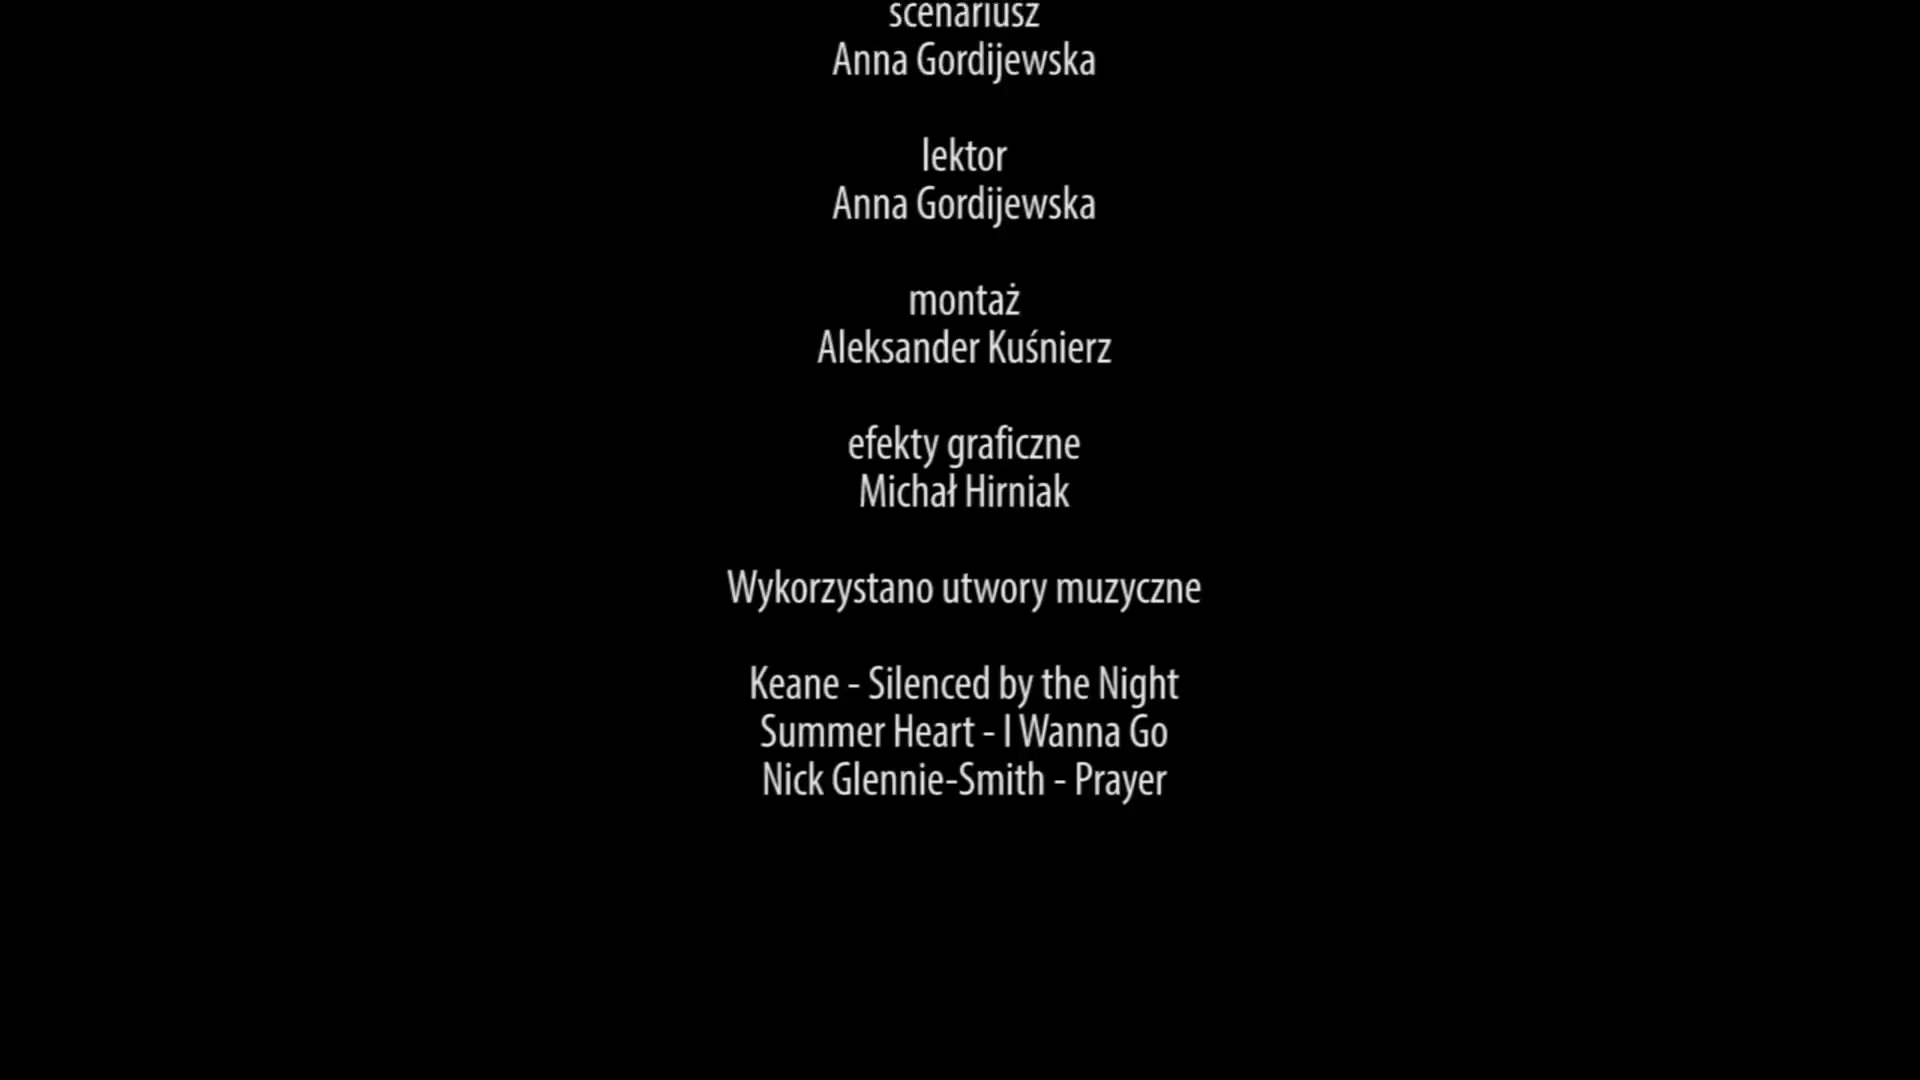 scenariusz
Anna Gordijewska
lektor
Anna Gordijewska
montaż
Aleksander Kuśnierz
efekty graficzne
Michał Hirniak
Wykorzystano utwory muzyczne
Keane - Silenced by the Night
Summer Heart - I Wanna Go
Nick Glennie-Smith - Prayer